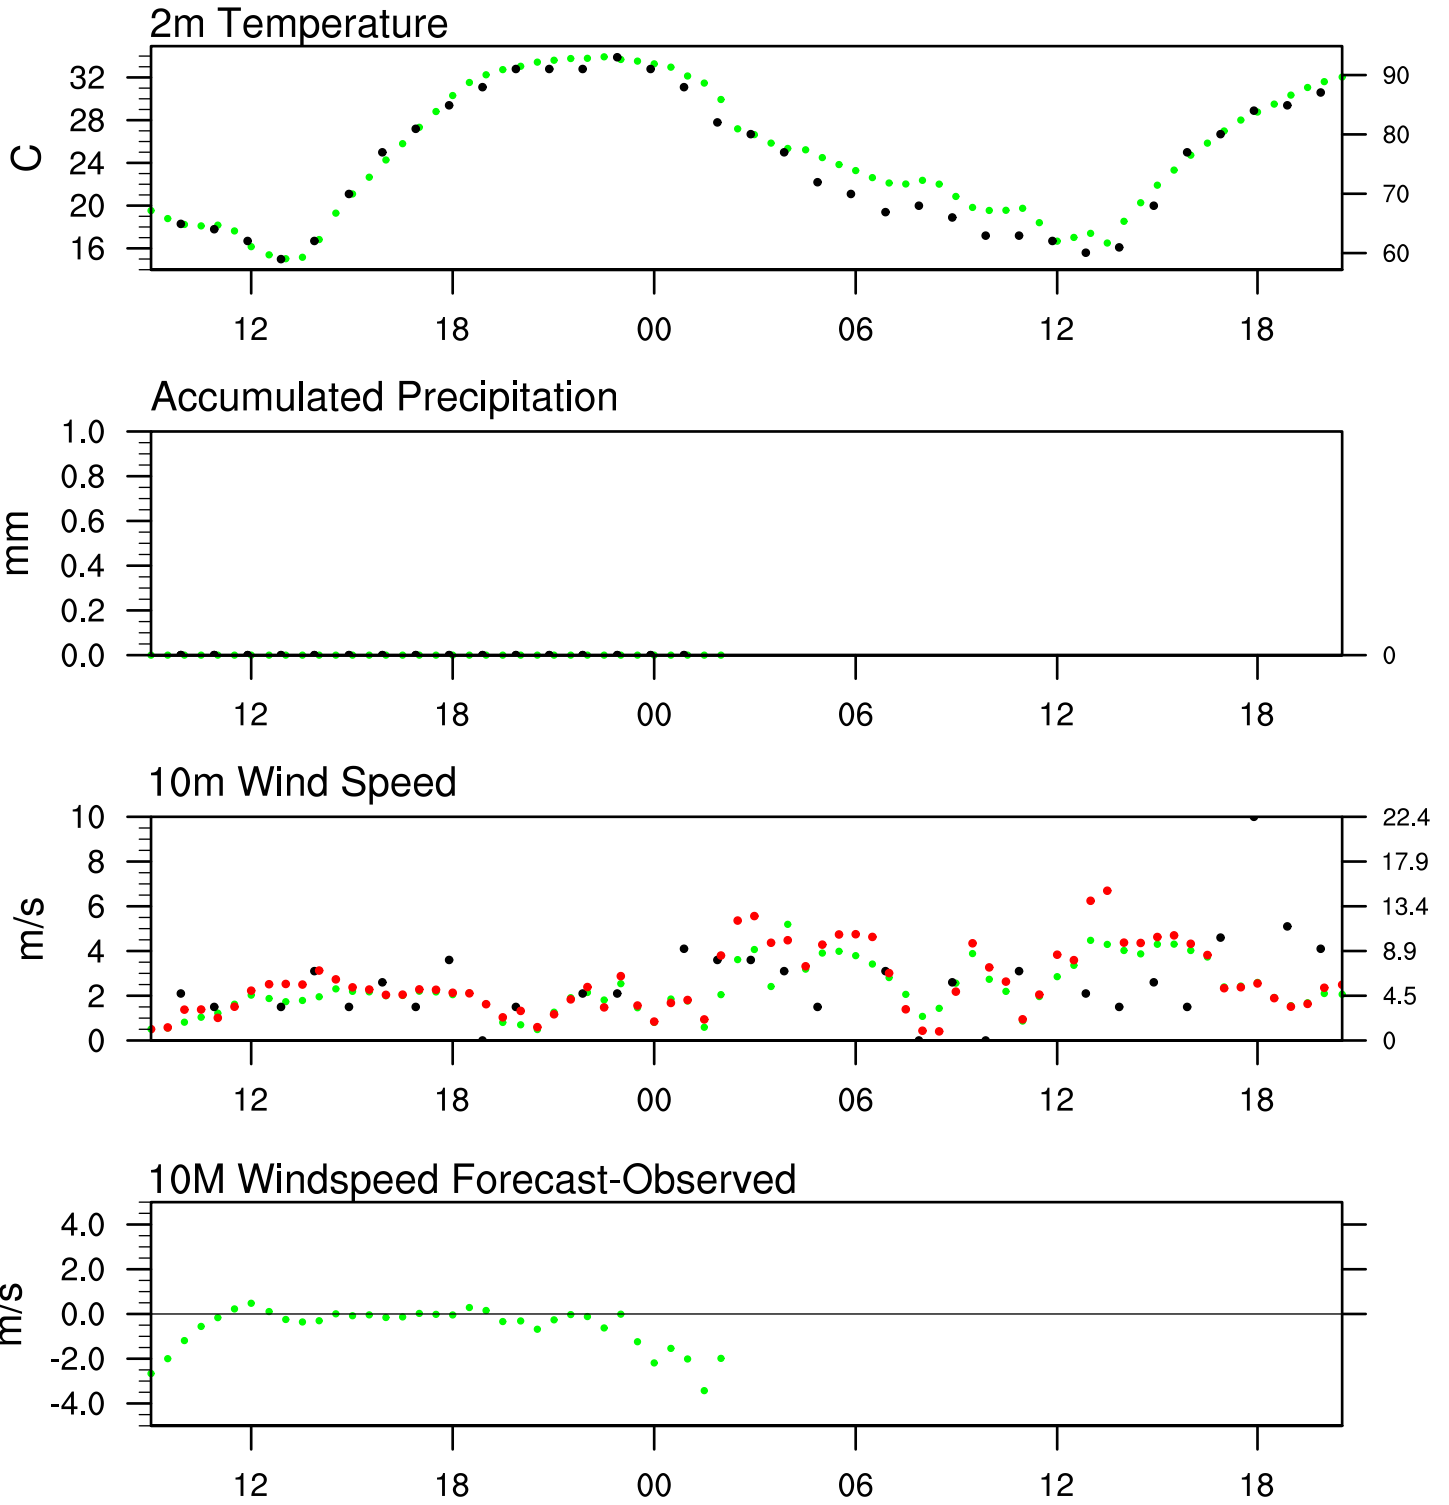 2m Temperature
C
32
28
24
20
16
90
80
70
60
12 18 00 06 12 18
Accumulated Precipitation
mm
1.0
0.8
0.6
0.4
0.2
0.0
0
12 18 00 06 12 18
10m Wind Speed
m/s
10
8
6
4
2
0
22.4
17.9
13.4
8.9
4.5
0
12 18 00 06 12 18
10M Windspeed Forecast-Observed
m/s
4.0
2.0
0.0
-2.0
-4.0
12 18 00 06 12 18